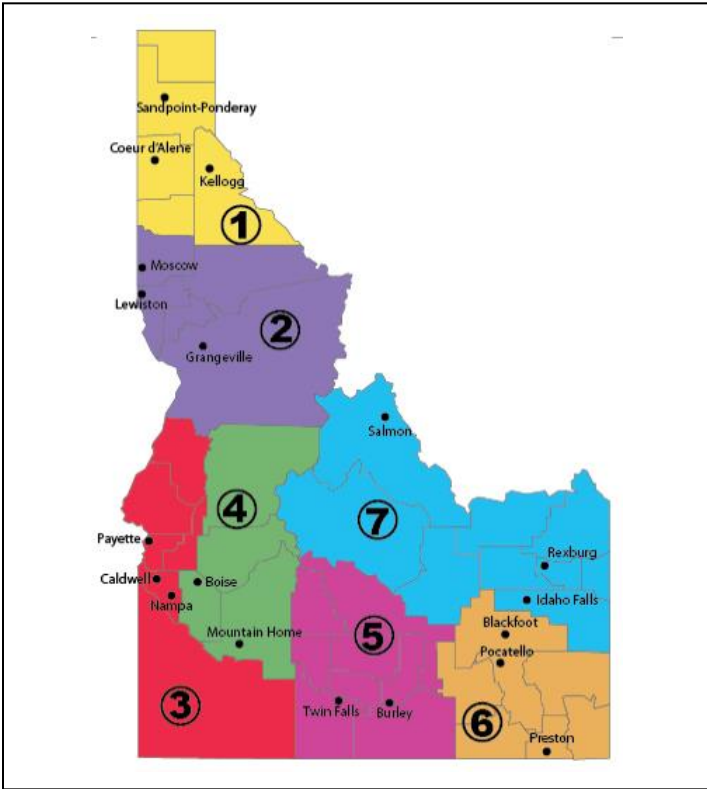 Sandpoint-Ponderay
Coeur d'Alene
Kellogg
1
Moscow
Lewiston
2
Grangeville
Salmon
4
7
Payette
Rexburg
Caldwell
Boise
Nampa
Idaho Falls
Blackfoot
Mountain Home
5
Pocatello
3
Twin Falls
Burley
6
Preston